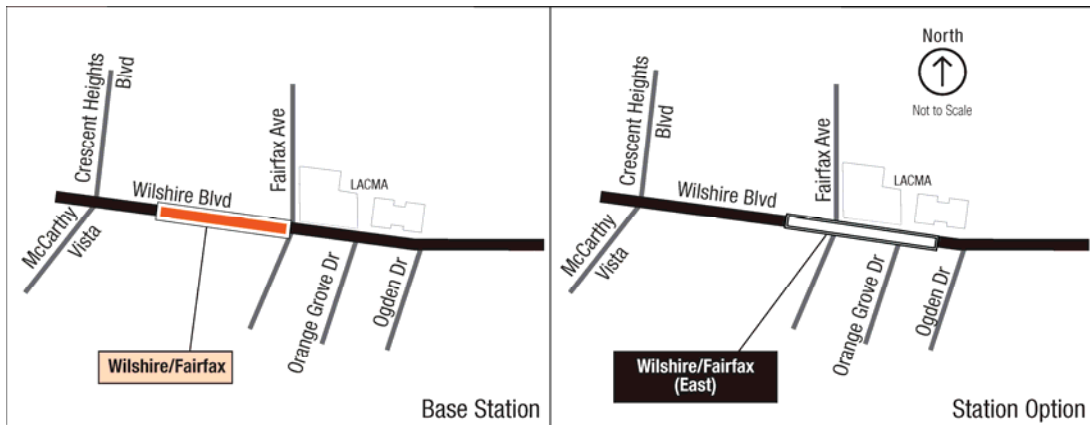 Crescent Heights
Blvd
Fairfax Ave
Wilshire Blvd
LACMA
McCarthy
Vista
Orange Grove Dr
Ogden Dr
Wilshire/Fairfax
Base Station
North
Not to Scale
Crescent Heights
Blvd
Fairfax Ave
Wilshire Blvd
LACMA
McCarthy
Vista
Orange Grove Dr
Ogden Dr
Wilshire/Fairfax
(East)
Station Option